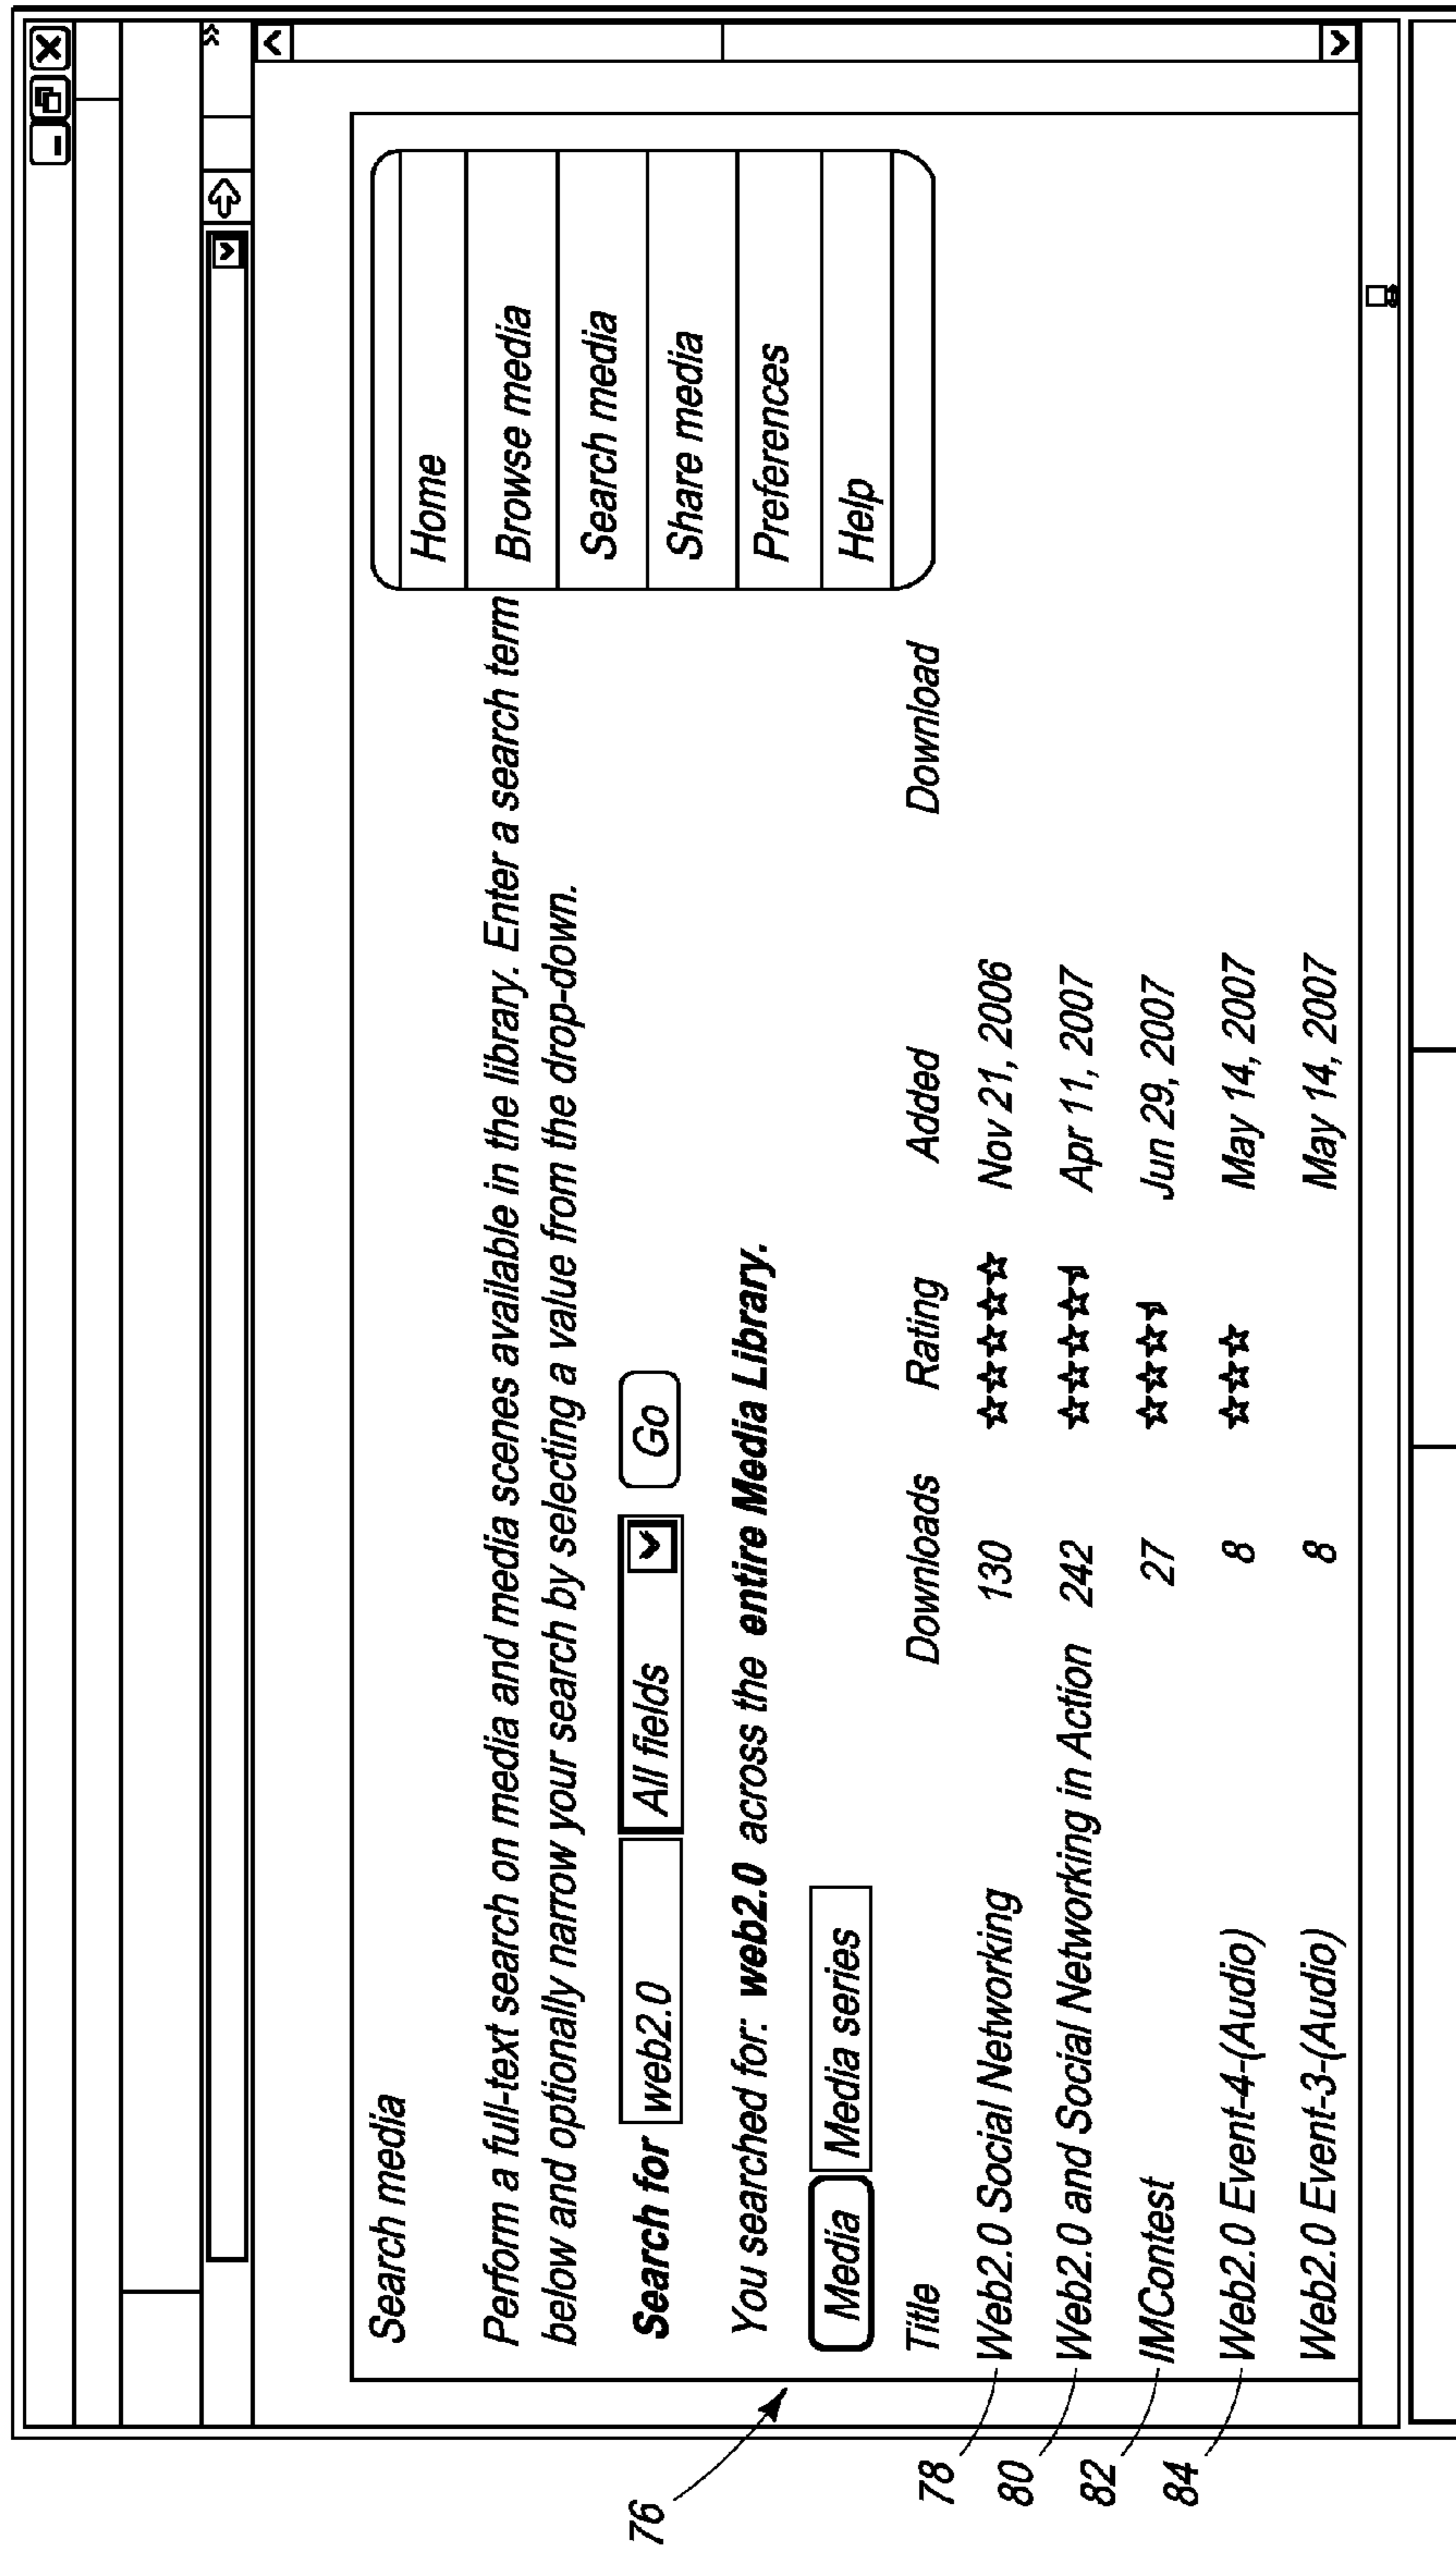 Search media
Perform a full-text search on media and media scenes available in the library. Enter a search term
below and optionally narrow your search by selecting a value from the drop-down.
Search for web2.0 All fields Go
You searched for: web2.0 across the entire Media Library.
Media Media series
Title Downloads Rating Added Download
Web2.0 Social Networking 130 Nov 21, 2006
Web2.0 and Social Networking in Action 242 Apr 11, 2007
IMContest 27 Jun 29, 2007
Web2.0 Event-4-(Audio) 8 May 14, 2007
Web2.0 Event-3-(Audio) 8 May 14, 2007
Home
Browse media
Search media
Share media
Preferences
Help
76
78
80
82
84